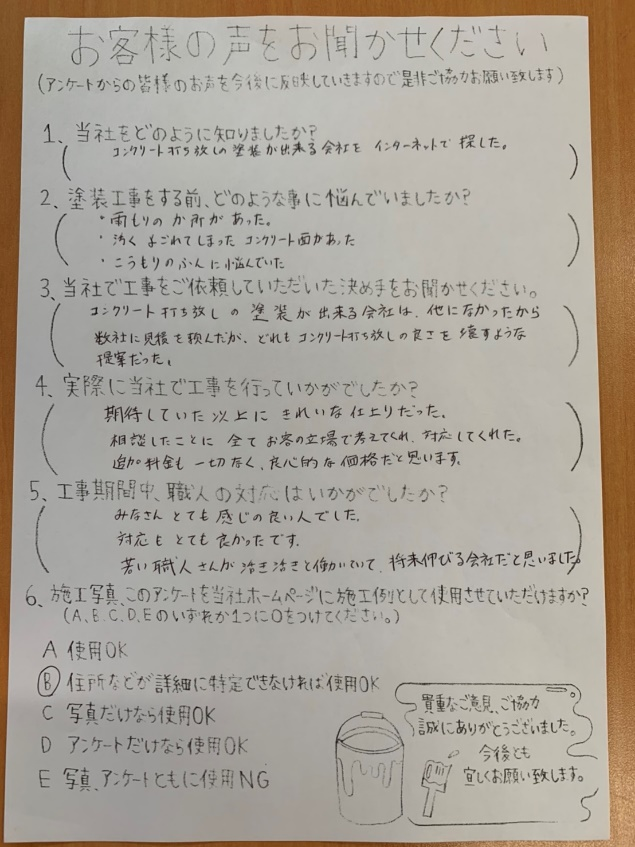 お客様の声をお聞かせください
(アンケートからの皆様のお声を今後に反映していきますので是非ご協力お願い致します)
1、当社をどのように知りましたか?
コンクリート打ち放しの塗装が出来る会社を インターネットで 探した。
2、塗装工事をする前、どのような事に悩んでいましたか?
・雨もりのか所があった。
・汚くよごれてしまった コンクリート面があった
・こうもりのふんに悩んでいた
3、当社で工事をご依頼していただいた決め手をお聞かせください。
コンクリート打ち放しの塗装が出来る会社は、他になかったから
数社に見積を頼んだが、どれもコンクリート打ち放しの良さを壊すような
提案だった。
4、実際に当社で工事を行っていかがでしたか?
期待していた以上にきれいな仕上りだった。
相談したことに全てお客の立場で考えてくれ、対応してくれた。
追加料金も一切なく、良心的な価格だと思います。
5、工事期間中、職人の対応はいかがでしたか?
みなさんとても感じの良い人でした。
対応もとても良かったです。
若い職人さんが活き活きと働いていて、将来伸びる会社だと思いました。
6、施工写真、このアンケートを当社ホームページに施工例として使用させていただけますか?
(A、B、C、D、Eのいずれか1つに○をつけてください。)
A 使用OK
B 住所などが詳細に特定できなければ使用OK
C 写真だけなら使用OK
D アンケートだけなら使用OK
E 写真、アンケートともに使用NG
貴重なご意見、ご協力
誠にありがとうございました。
今後とも
宜しくお願い致します。